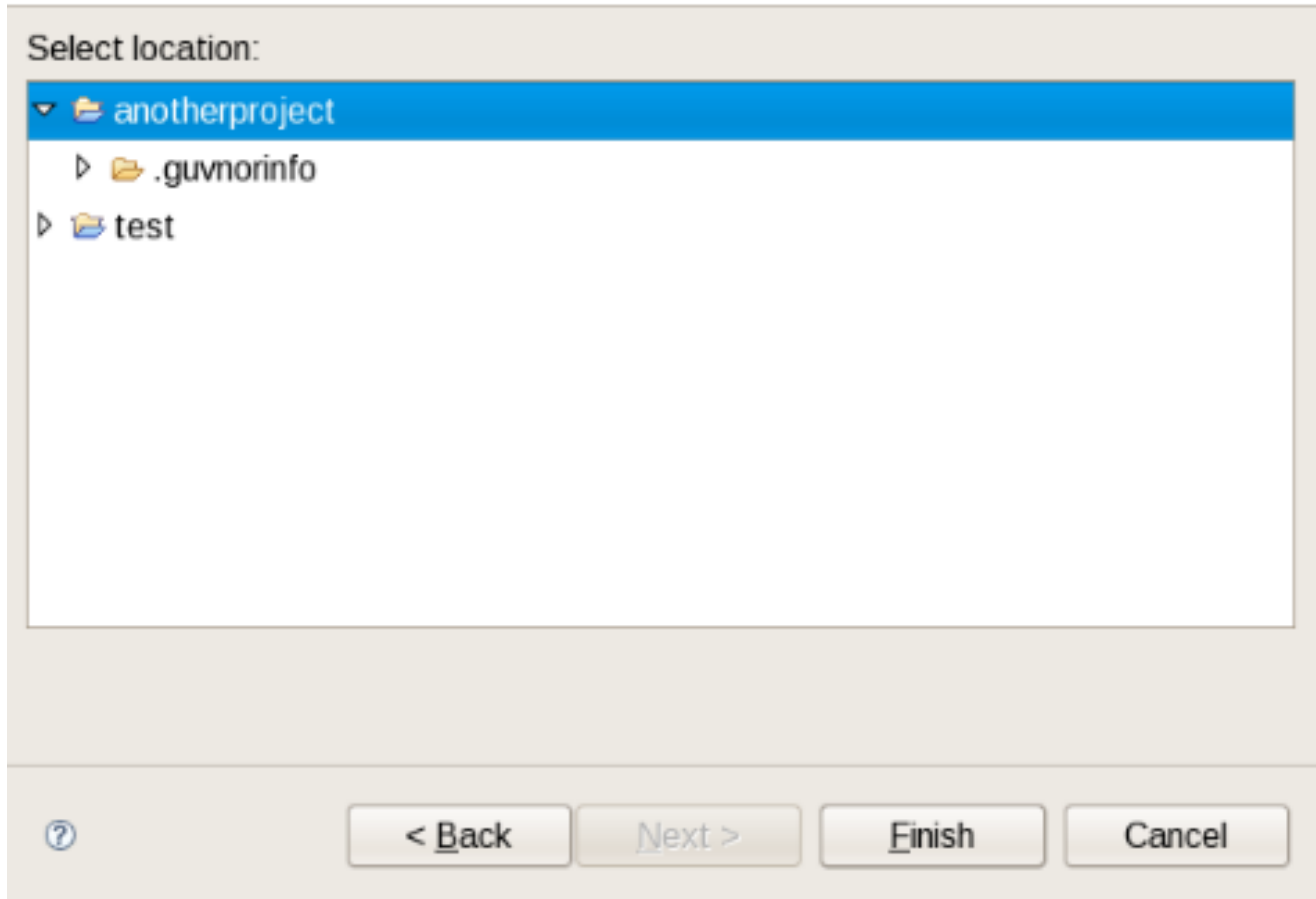 Select location:
anotherproject
.guvnorinfo
test
?
< Back Next > Finish Cancel